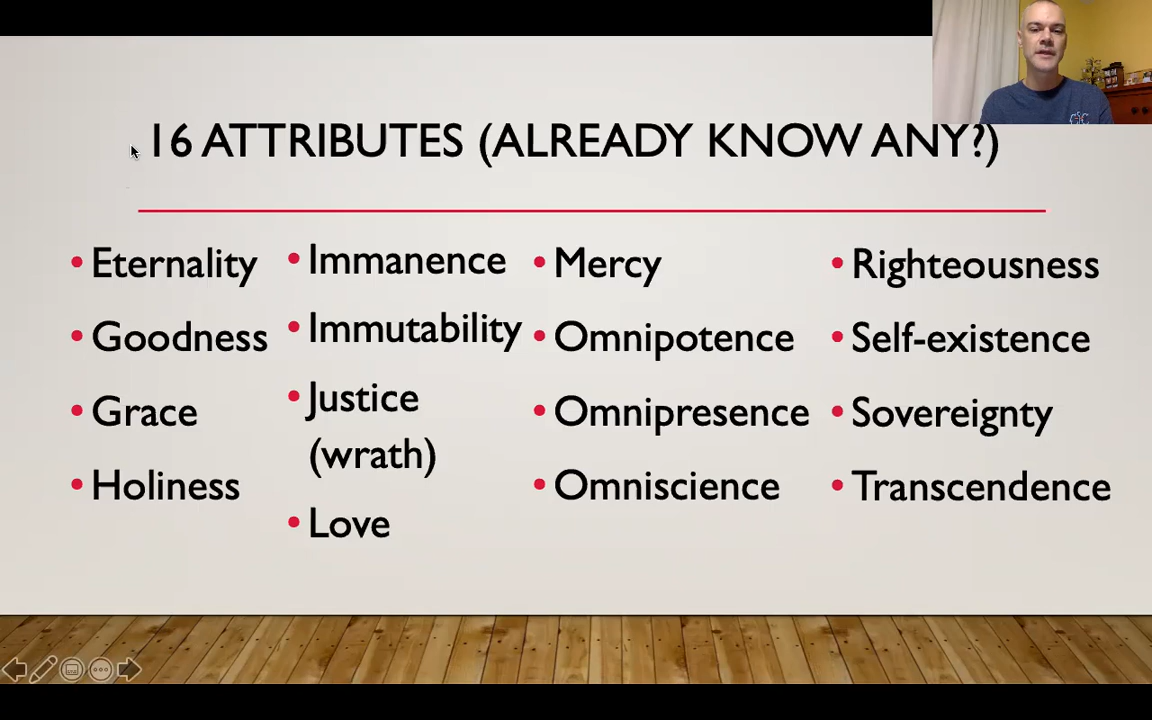 16 ATTRIBUTES (ALREADY KNOW ANY?)
• Eternality
• Goodness
• Grace
• Holiness
• Immanence
• Immutability
• Justice
(wrath)
• Love
• Mercy
• Omnipotence
• Omnipresence
• Omniscience
• Righteousness
• Self-existence
• Sovereignty
• Transcendence